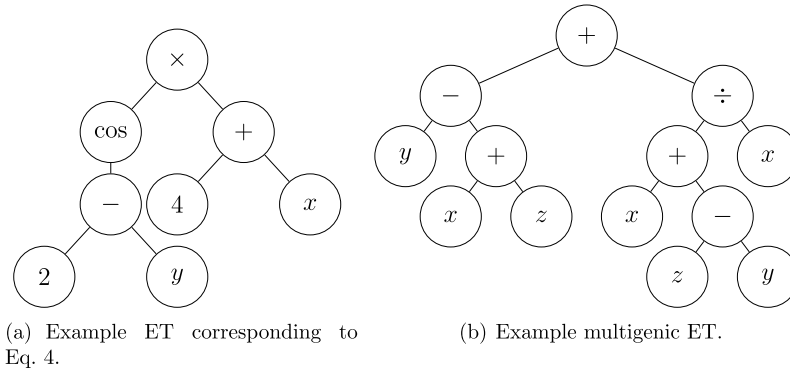 ×
cos
+
−
4
x
2
y
(a) Example ET corresponding to
Eq. 4.
+
−
÷
y
+
+
x
x
z
x
−
z
y
(b) Example multigenic ET.